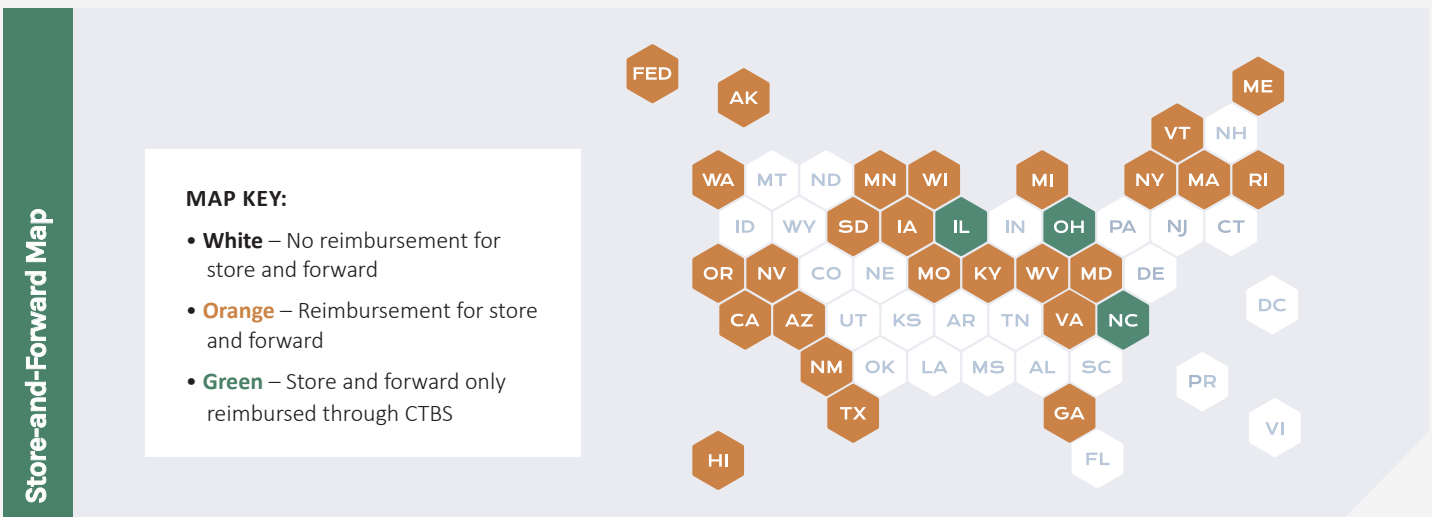 Store-and-Forward Map
MAP KEY:
• White – No reimbursement for
store and forward
• Orange – Reimbursement for store
and forward
• Green – Store and forward only
reimbursed through CTBS
FED
AK
ME
VT NH
WA MT ND MN WI MI NY MA RI
ID WY SD IA IL IN OH PA NJ CT
OR NV CO NE MO KY WV MD DE
DC
CA AZ UT KS AR TN VA NC
NM OK LA MS AL SC
PR
TX GA
VI
HI FL